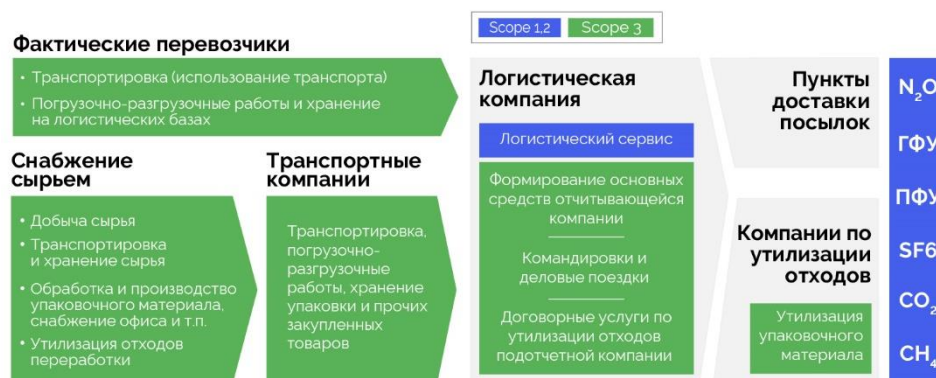 Scope 1,2
Scope 3
Фактические перевозчики
• Транспортировка (использование транспорта)
• Погрузочно-разгрузочные работы и хранение
на логистических базах
Снабжение
сырьем
• Добыча сырья
• Транспортировка
и хранение сырья
• Обработка и производство
упаковочного материала,
снабжение офиса и т.п.
• Утилизация отходов
переработки
Транспортные
компании
Транспортировка,
погрузочно-
разгрузочные
работы, хранение
упаковки и прочих
закупленных
товаров
Логистическая
компания
Логистический сервис
Формирование основных
средств отчитывающейся
компании
Командировки и
деловые поездки
Договорные услуги по
утилизации отходов
подотчетной компании
Пункты
доставки
посылок
Компании по
утилизации
отходов
Утилизация
упаковочного
материала
N₂O
ГФУ
ПФУ
SF6
CO₂
CH₄